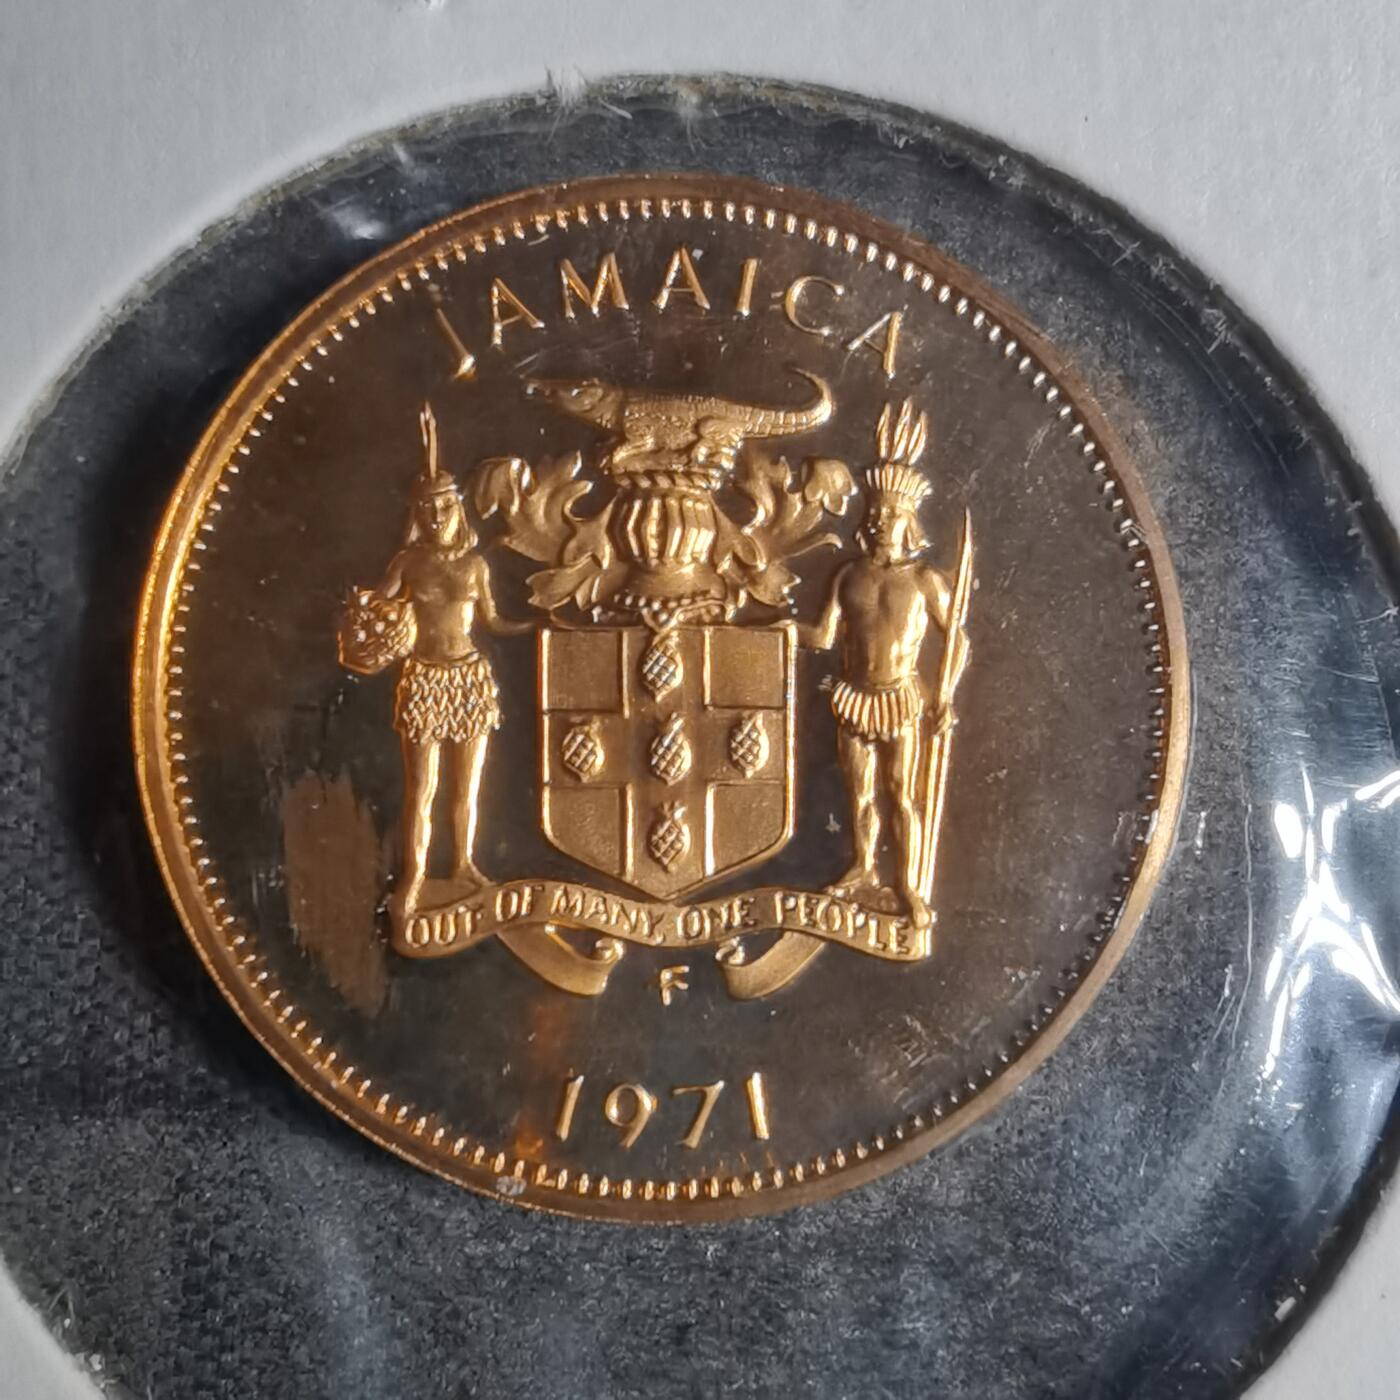 JAMAICA
OUT OF MANY, ONE PEOPLE
F
1971